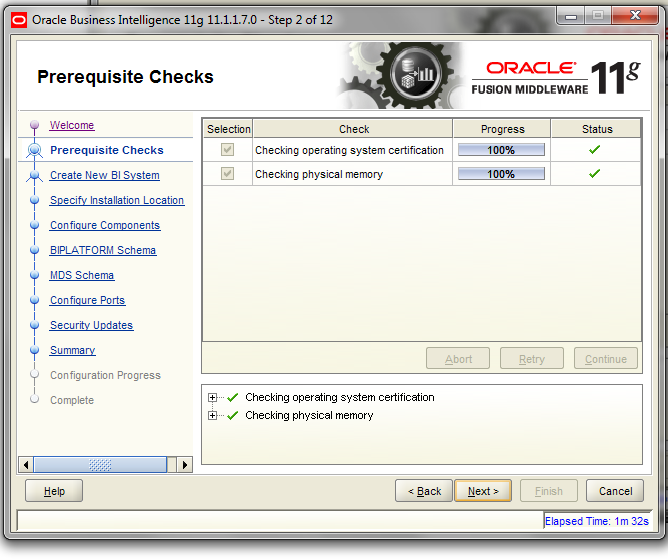 Oracle Business Intelligence 11g 11.1.1.7.0 - Step 2 of 12
Prerequisite Checks
ORACLE
FUSION MIDDLEWARE 11g
Welcome
Prerequisite Checks
Create New BI System
Specify Installation Location
Configure Components
BIPLATFORM Schema
MDS Schema
Configure Ports
Security Updates
Summary
Configuration Progress
Complete
Selection Check Progress Status
Checking operating system certification 100%
Checking physical memory 100%
Abort Retry Continue
Checking operating system certification
Checking physical memory
Help < Back Next > Finish Cancel
Elapsed Time: 1m 32s